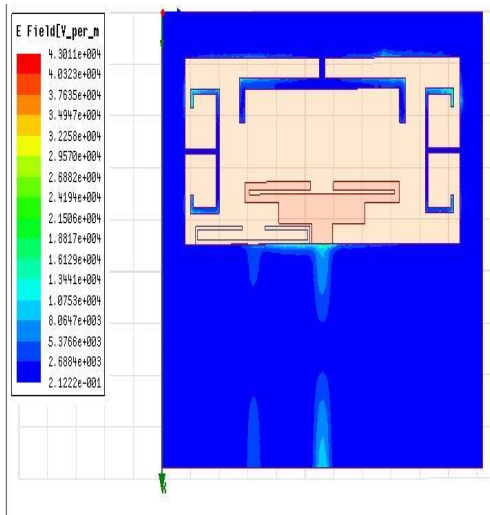 E Field[V_per_m
4.3011e+004
4.0323e+004
3.7635e+004
3.4947e+004
3.2258e+004
2.9570e+004
2.6882e+004
2.4194e+004
2.1506e+004
1.8817e+004
1.6129e+004
1.3441e+004
1.0753e+004
8.0647e+003
5.3766e+003
2.6884e+003
2.1222e-001